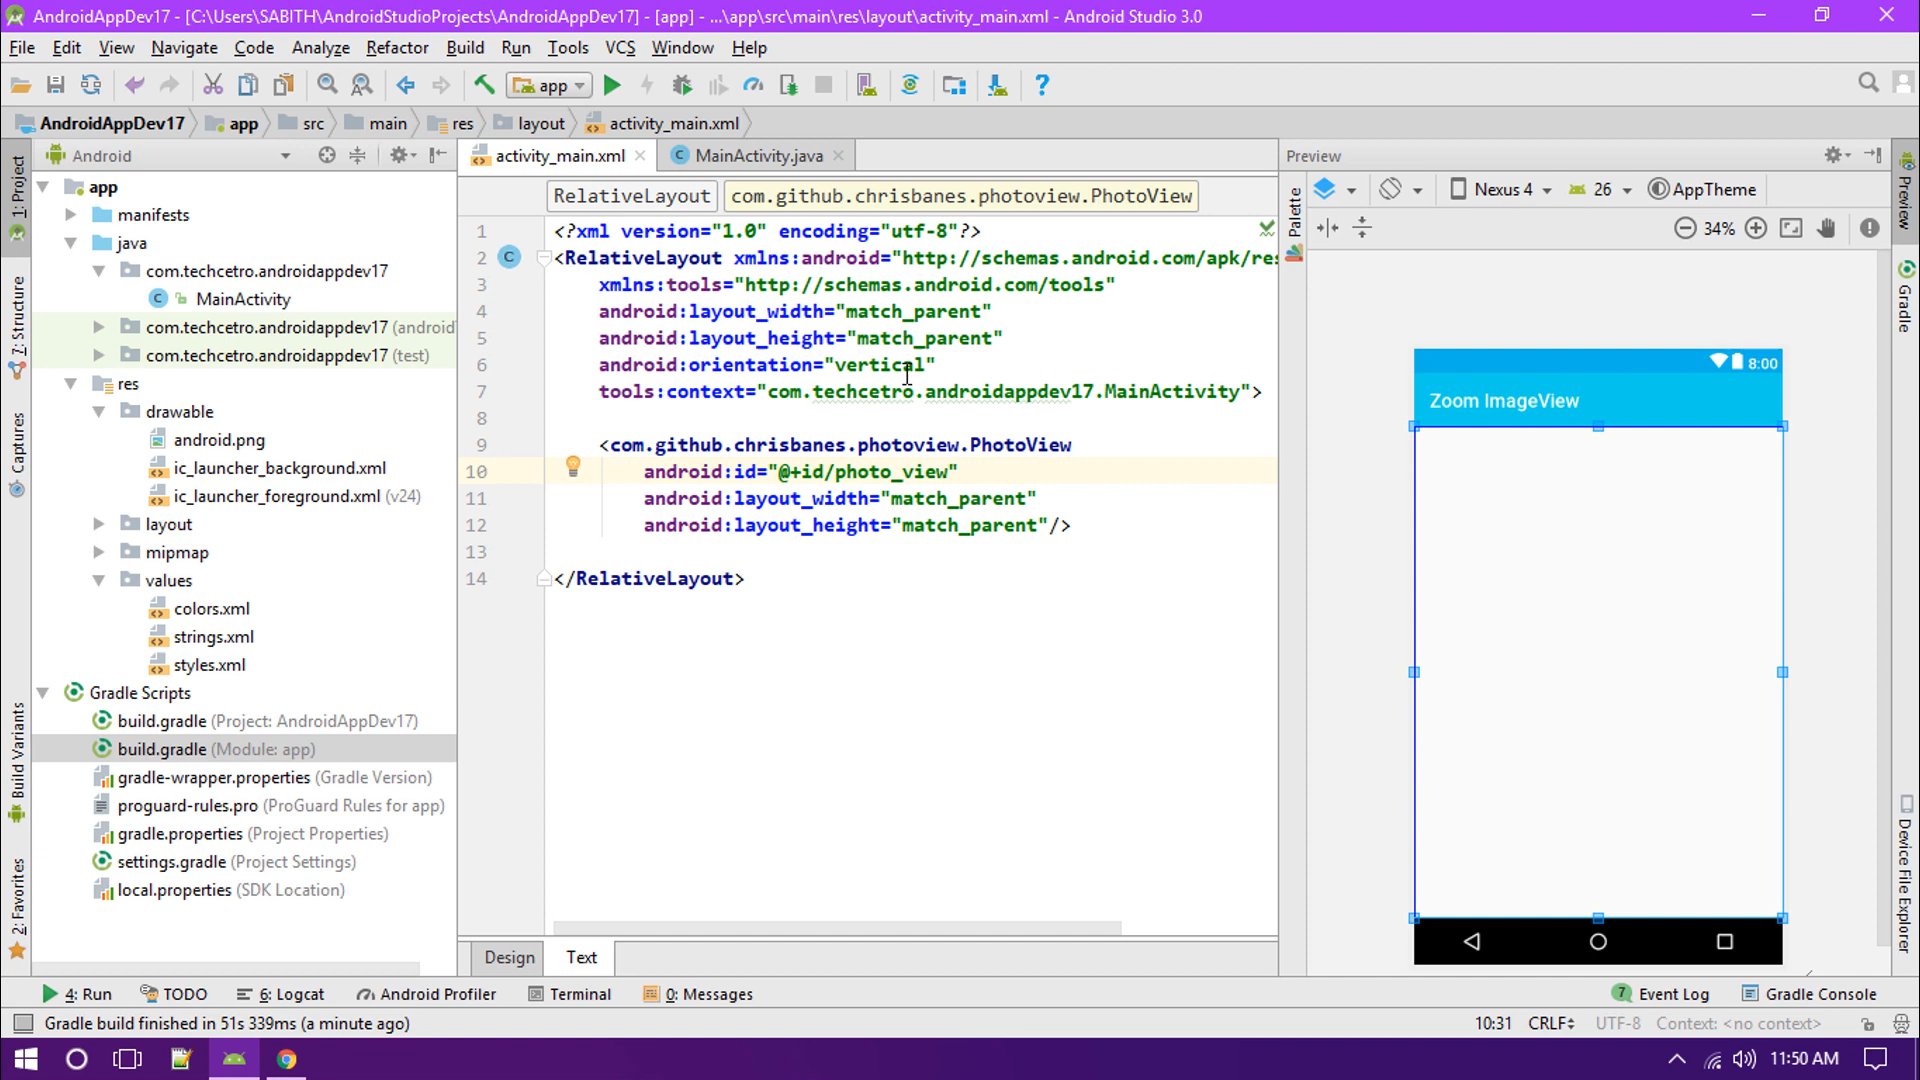 AndroidAppDev17 - [C:\Users\SABITH\AndroidStudioProjects\AndroidAppDev17] - [app] - ...\app\src\main\res\layout\activity_main.xml - Android Studio 3.0
File Edit View Navigate Code Analyze Refactor Build Run Tools VCS Window Help
app
AndroidAppDev17 app src main res layout activity_main.xml
Android
activity_main.xml MainActivity.java
Preview
RelativeLayout com.github.chrisbanes.photoview.PhotoView
Nexus 4 26 AppTheme
34%
1: Project
7: Structure
Captures
Build Variants
2: Favorites
app
manifests
java
com.techcetro.androidappdev17
MainActivity
com.techcetro.androidappdev17 (android
com.techcetro.androidappdev17 (test)
res
drawable
android.png
ic_launcher_background.xml
ic_launcher_foreground.xml (v24)
layout
mipmap
values
colors.xml
strings.xml
styles.xml
Gradle Scripts
build.gradle (Project: AndroidAppDev17)
build.gradle (Module: app)
gradle-wrapper.properties (Gradle Version)
proguard-rules.pro (ProGuard Rules for app)
gradle.properties (Project Properties)
settings.gradle (Project Settings)
local.properties (SDK Location)
1 <?xml version="1.0" encoding="utf-8"?>
2 C <RelativeLayout xmlns:android="http://schemas.android.com/apk/res
3 xmlns:tools="http://schemas.android.com/tools"
4 android:layout_width="match_parent"
5 android:layout_height="match_parent"
6 android:orientation="vertical"
7 tools:context="com.techcetro.androidappdev17.MainActivity">
8
9 <com.github.chrisbanes.photoview.PhotoView
10 android:id="@+id/photo_view"
11 android:layout_width="match_parent"
12 android:layout_height="match_parent"/>
13
14 </RelativeLayout>
Design Text
Palette
8:00
Zoom ImageView
Preview
Gradle
Device File Explorer
4: Run TODO 6: Logcat Android Profiler Terminal 0: Messages 7 Event Log Gradle Console
Gradle build finished in 51s 339ms (a minute ago) 10:31 CRLF UTF-8 Context: <no context>
11:50 AM